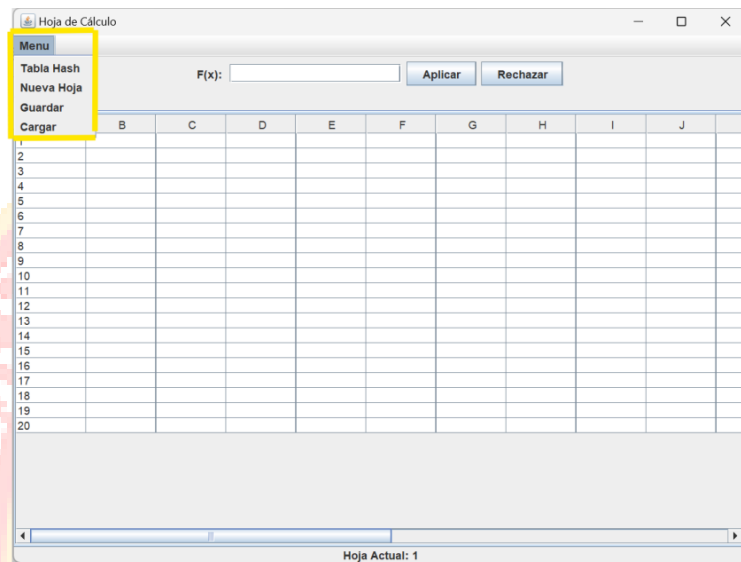 Hoja de Cálculo
Menu
Tabla Hash
Nueva Hoja
Guardar
Cargar
F(x): Aplicar Rechazar
B C D E F G H I J
1
2
3
4
5
6
7
8
9
10
11
12
13
14
15
16
17
18
19
20
Hoja Actual: 1